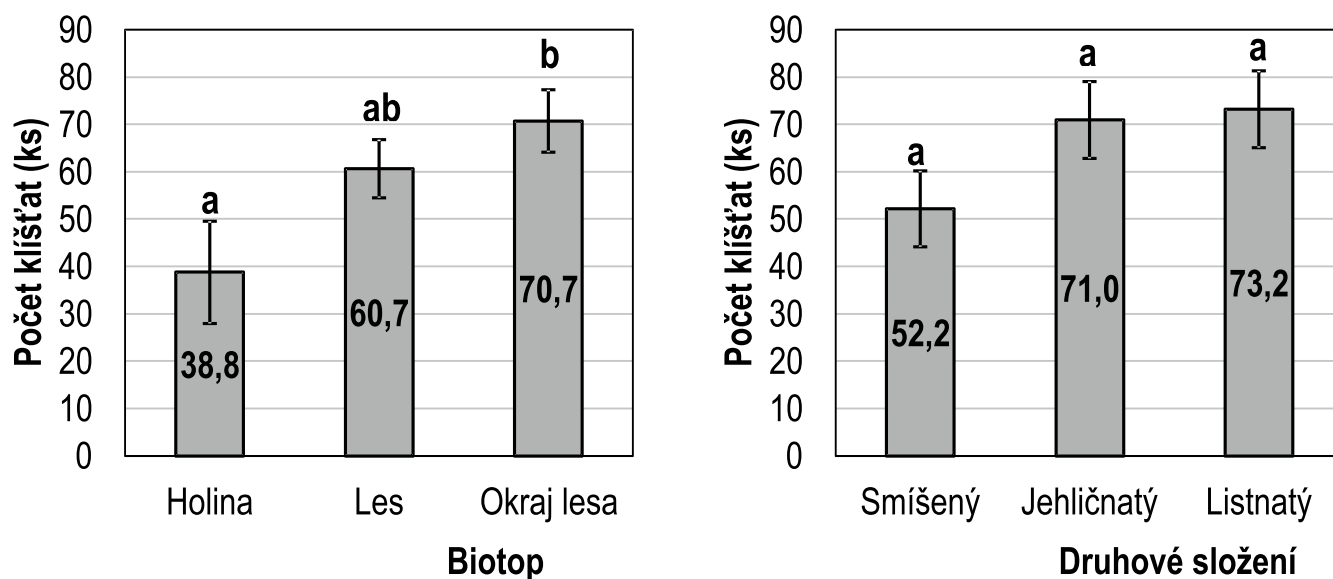 Počet klíšťat (ks)
90
80
70
60
50
40
30
20
10
0
a
ab
b
38,8
60,7
70,7
Holina
Les
Okraj lesa
Biotop
Počet klíšťat (ks)
90
80
70
60
50
40
30
20
10
0
a
a
a
52,2
71,0
73,2
Smíšený
Jehličnatý
Listnatý
Druhové složení